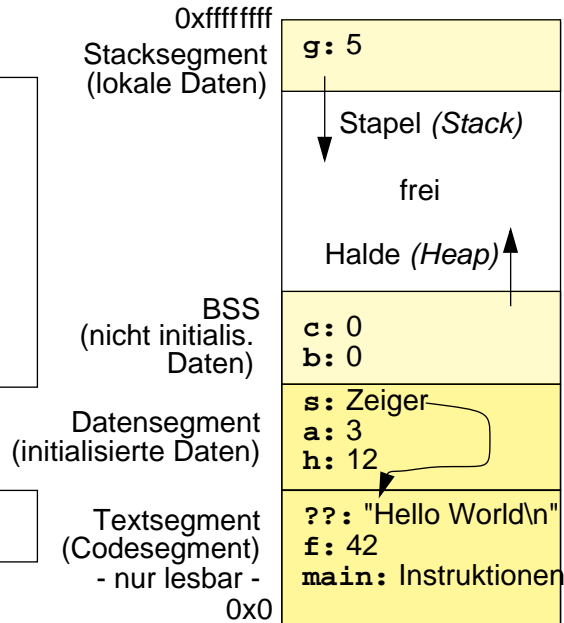 0xffffffff
Stacksegment
(lokale Daten)
g: 5
Stapel (Stack)
frei
Halde (Heap)
BSS
(nicht initialis.
Daten)
c: 0
b: 0
Datensegment
(initialisierte Daten)
s: Zeiger
a: 3
h: 12
Textsegment
(Codesegment)
- nur lesbar -
0x0
??: "Hello World\n"
f: 42
main: Instruktionen